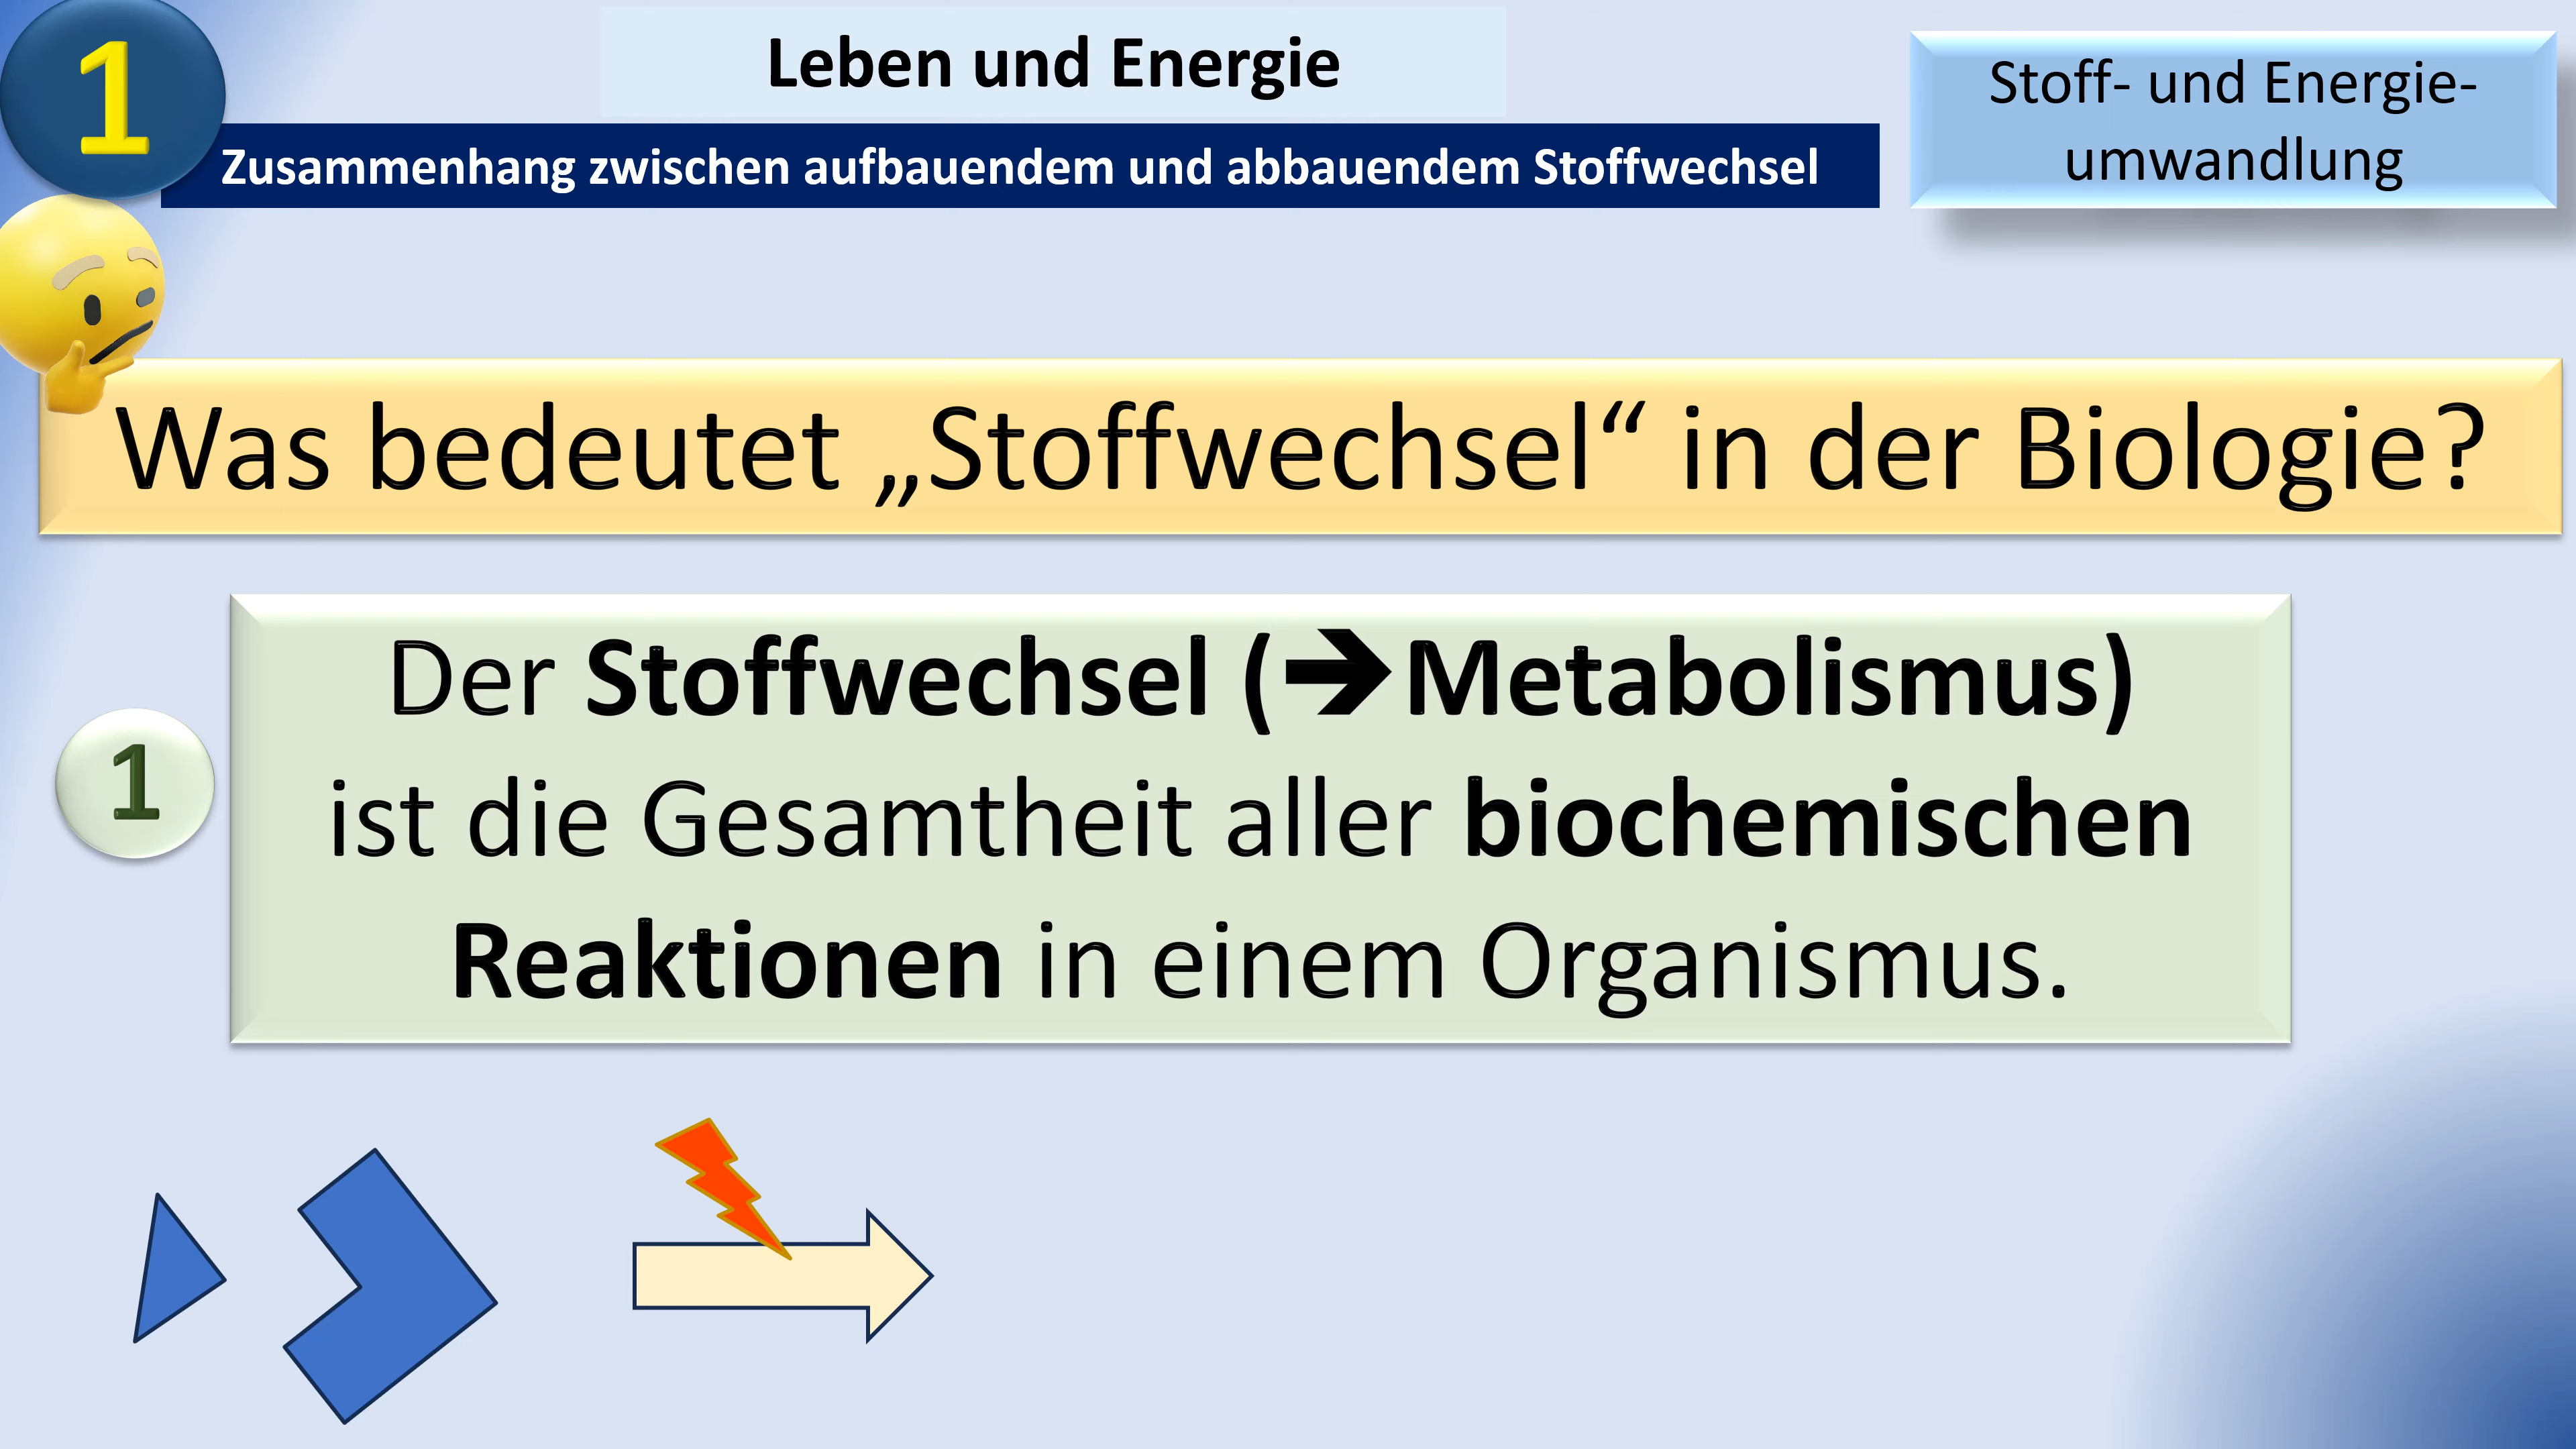 1
Leben und Energie
Zusammenhang zwischen aufbauendem und abbauendem Stoffwechsel
Stoff- und Energie-
umwandlung
Was bedeutet „Stoffwechsel“ in der Biologie?
1
Der Stoffwechsel (➔Metabolismus)
ist die Gesamtheit aller biochemischen
Reaktionen in einem Organismus.